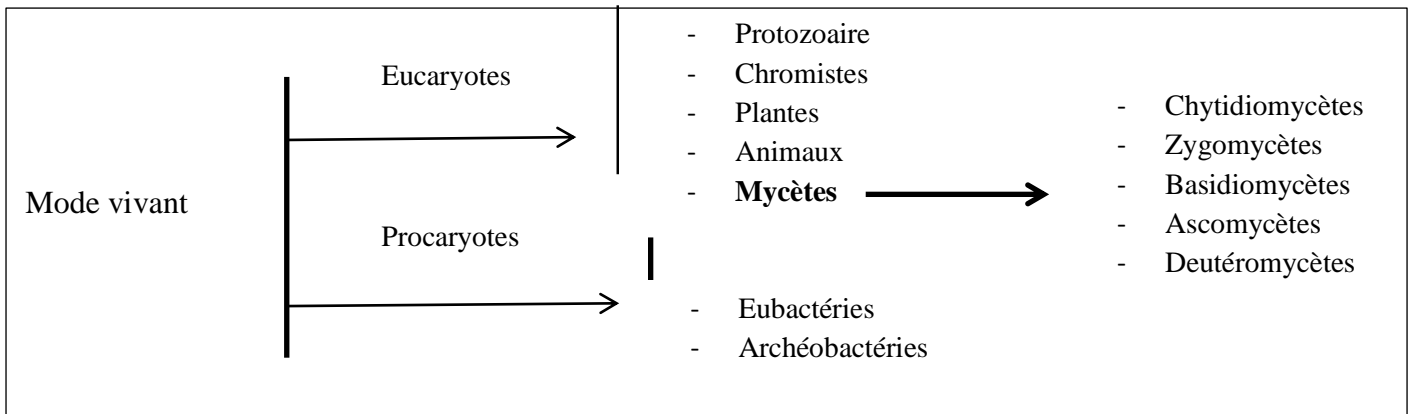 Mode vivant
Eucaryotes
Procaryotes
- Protozoaire
- Chromistes
- Plantes
- Animaux
- Mycètes
- Eubactéries
- Archéobactéries
- Chytidiomycètes
- Zygomycètes
- Basidiomycètes
- Ascomycètes
- Deutéromycètes